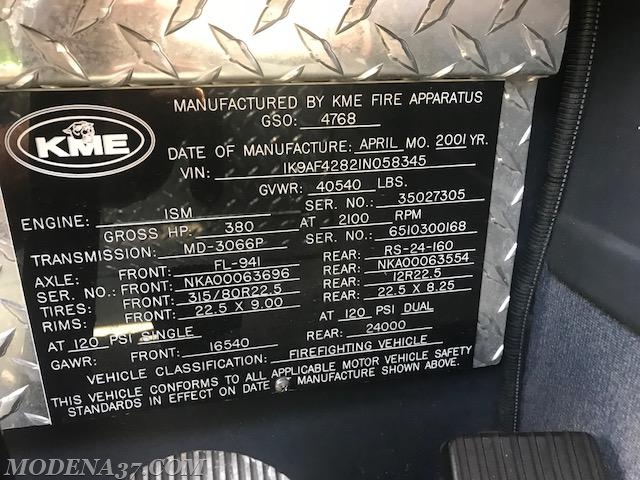 MANUFACTURED BY KME FIRE APPARATUS
GSO: 4768
KME
DATE OF MANUFACTURE: APRIL MO. 2001 YR.
VIN: 1K9AF42821N058345
GVWR: 40540 LBS.
ENGINE: ISM SER. NO.: 35027305
GROSS HP. 380 AT 2100 RPM
TRANSMISSION: MD-3066P SER. NO.: 6510300168
AXLE: FRONT: FL-941 REAR: RS-24-160
SER. NO.: FRONT: NKA00063696 REAR: NKA00063554
TIRES: FRONT: 315/80R22.5 REAR: 12R22.5
RIMS: FRONT: 22.5 X 9.00 REAR: 22.5 X 8.25
AT 120 PSI SINGLE AT 120 PSI DUAL
GAWR: FRONT: 16540 REAR: 24000
VEHICLE CLASSIFICATION: FIREFIGHTING VEHICLE
THIS VEHICLE CONFORMS TO ALL APPLICABLE MOTOR VEHICLE SAFETY
STANDARDS IN EFFECT ON DATE OF MANUFACTURE SHOWN ABOVE.
MODENA37.COM